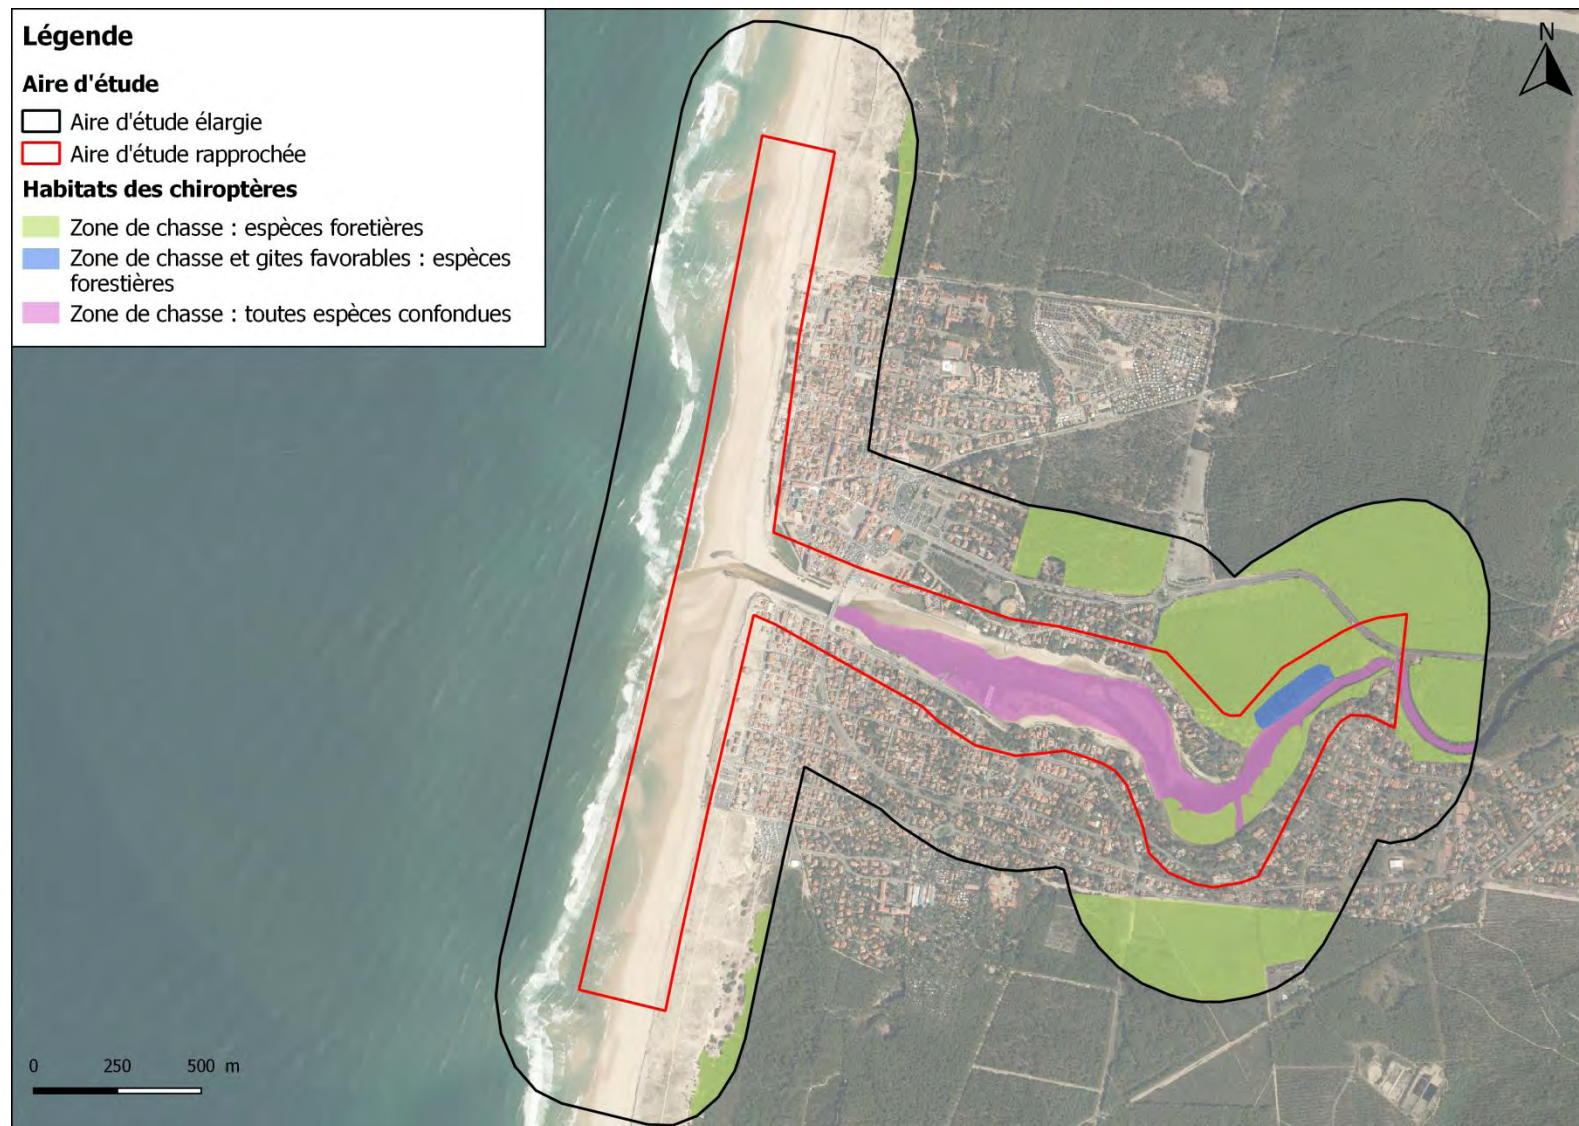 Légende
Aire d'étude
Aire d'étude élargie
Aire d'étude rapprochée
Habitats des chiroptères
Zone de chasse : espèces foretières
Zone de chasse et gites favorables : espèces
forestières
Zone de chasse : toutes espèces confondues
N
0 250 500 m